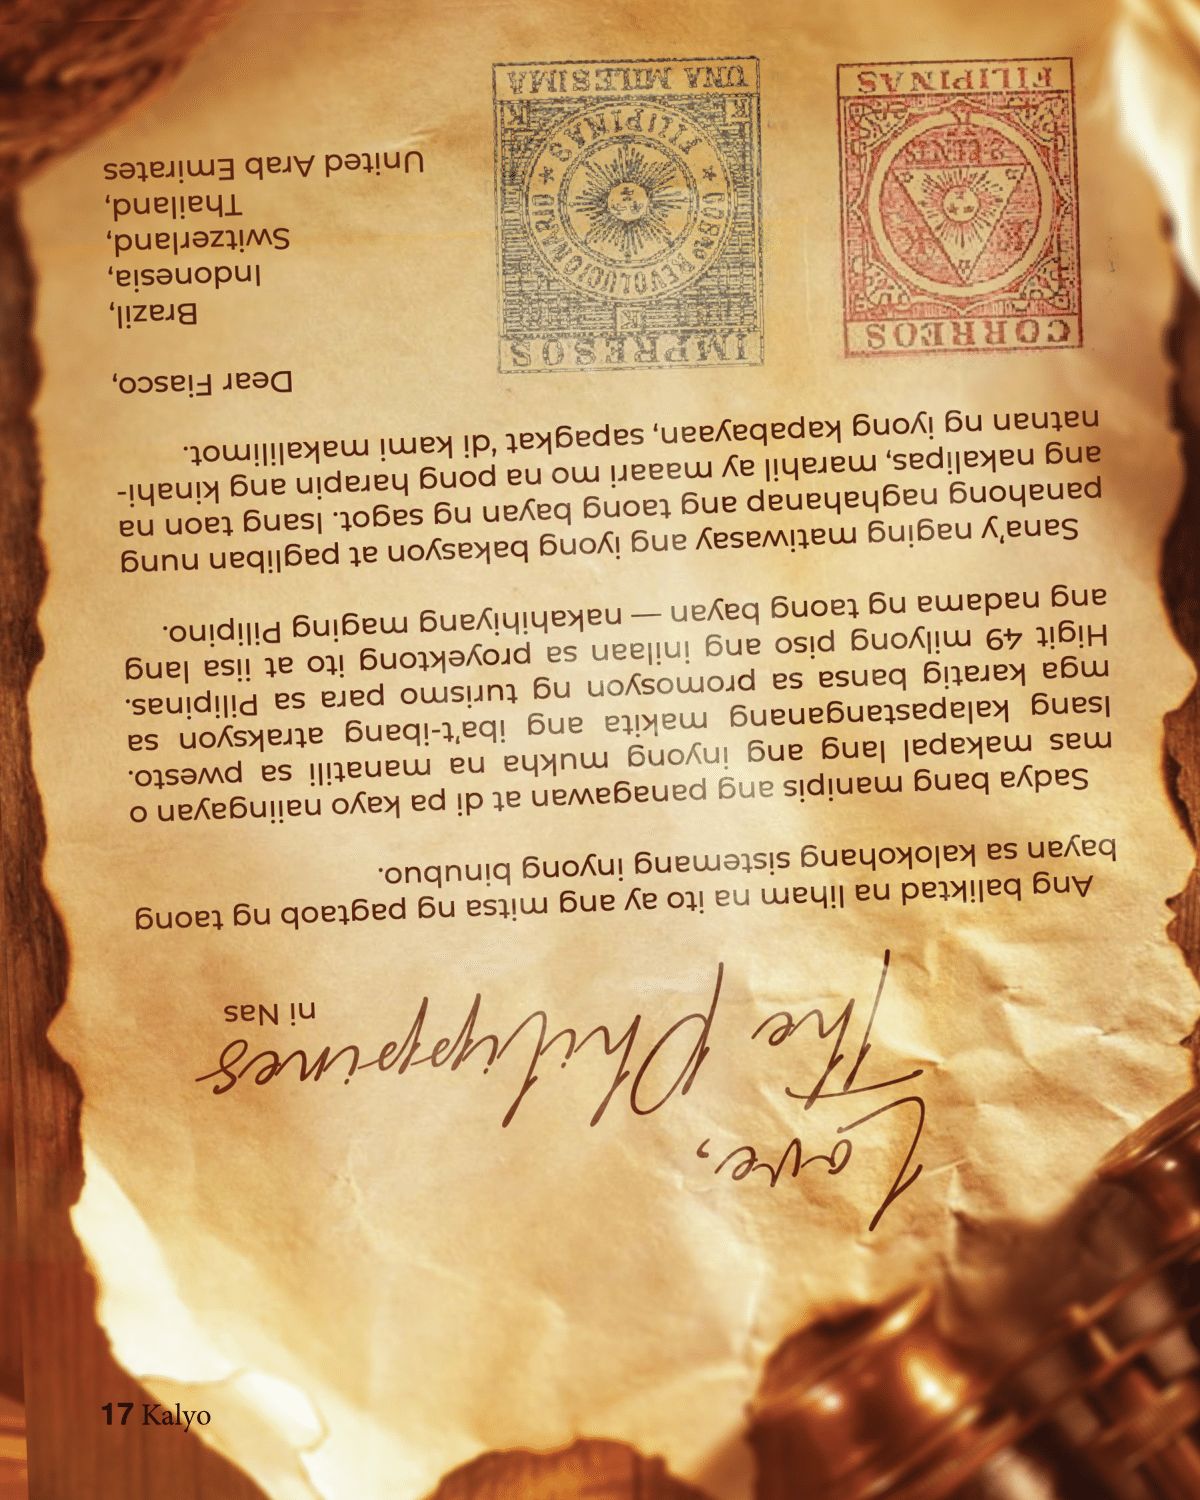 Love,
The Philippines
ni Nas
Ang baliktad na liham na ito ay ang mitsa ng pagtaob ng taong
bayan sa kalokohang sistemang inyong binubuo.
Sadya bang manipis ang panagawan at di pa kayo naiingayan o
mas makapal lang ang inyong mukha na manatili sa pwesto.
Isang kalapastanganang makita ang iba't-ibang atraksyon sa
mga karatig bansa sa promosyon ng turismo para sa Pilipinas.
Higit 49 milyong piso ang inilaan sa proyektong ito at iisa lang
ang nadama ng taong bayan — nakahihiyang maging Pilipino.
Sana'y naging matiwasay ang iyong bakasyon at pagliban nung
panahong naghahanap ang taong bayan ng sagot. Isang taon na
ang nakalipas, marahil ay maaari mo na pong harapin ang kinahi-
natnan ng iyong kapabayaan, sapagkat 'di kami makalilimot.
Dear Fiasco,
Brazil,
Indonesia,
Switzerland,
Thailand,
United Arab Emirates
CORREOS
2 CENTS
FILIPINAS
IMPRESOS
K
GOBNO REVOLUCIONARIO
FILIPINAS
K K
UNA MILESIMA
17 Kalyo